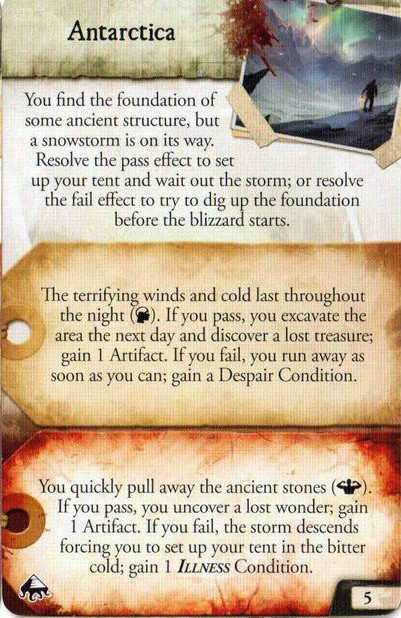 Antarctica
You find the foundation of
some ancient structure, but
a snowstorm is on its way.
Resolve the pass effect to set
up your tent and wait out the storm; or resolve
the fail effect to try to dig up the foundation
before the blizzard starts.
The terrifying winds and cold last throughout
the night ( ). If you pass, you excavate the
area the next day and discover a lost treasure;
gain 1 Artifact. If you fail, you run away as
soon as you can; gain a Despair Condition.
You quickly pull away the ancient stones ( ).
If you pass, you uncover a lost wonder; gain
1 Artifact. If you fail, the storm descends
forcing you to set up your tent in the bitter
cold; gain 1 ILLNESS Condition.
5